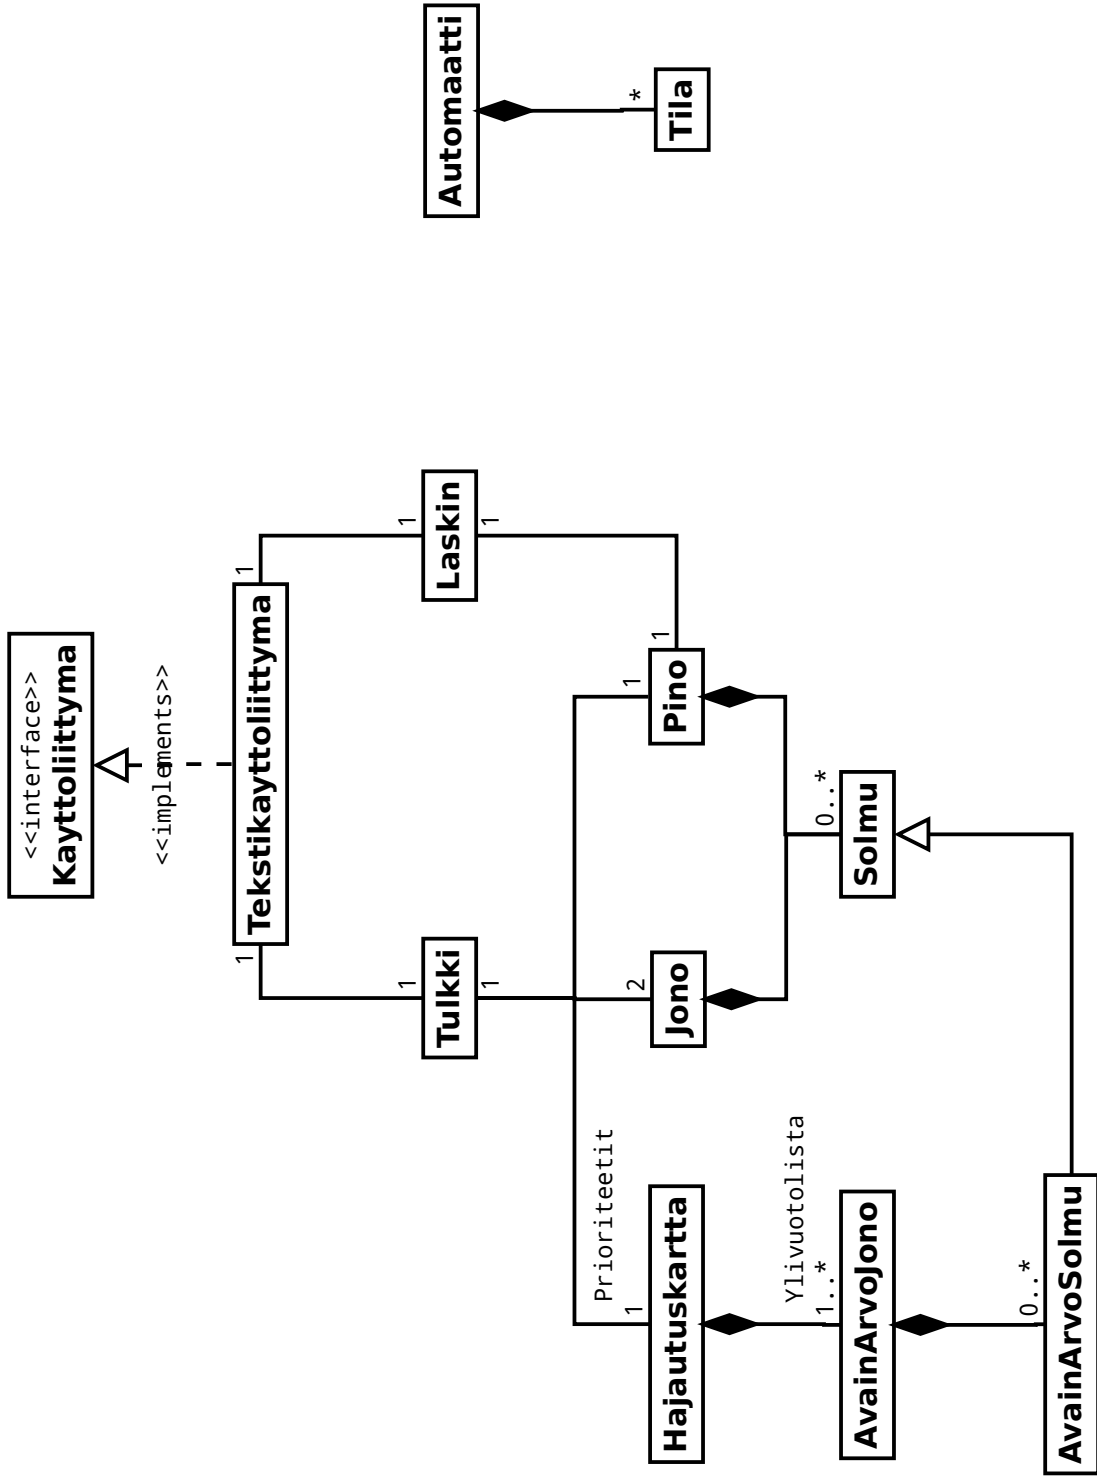 <<interface>>
Kayttoliittyma
<<implements>>
Tekstikayttoliittyma
1
1
1
1
Tulkki
Laskin
Automaatti
1
1
*
Tila
Prioriteetit
1
2
1
1
Hajautuskartta
Jono
Pino
Ylivuotolista
1..*
0..*
AvainArvoJono
Solmu
0..*
AvainArvoSolmu